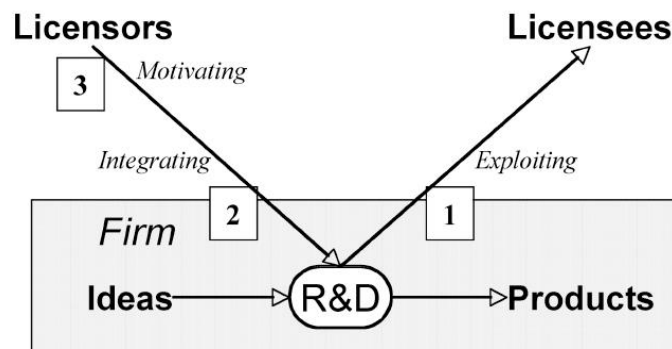 Licensors Licensees
3 Motivating
Integrating Exploiting
2 1
Firm
Ideas R&D Products